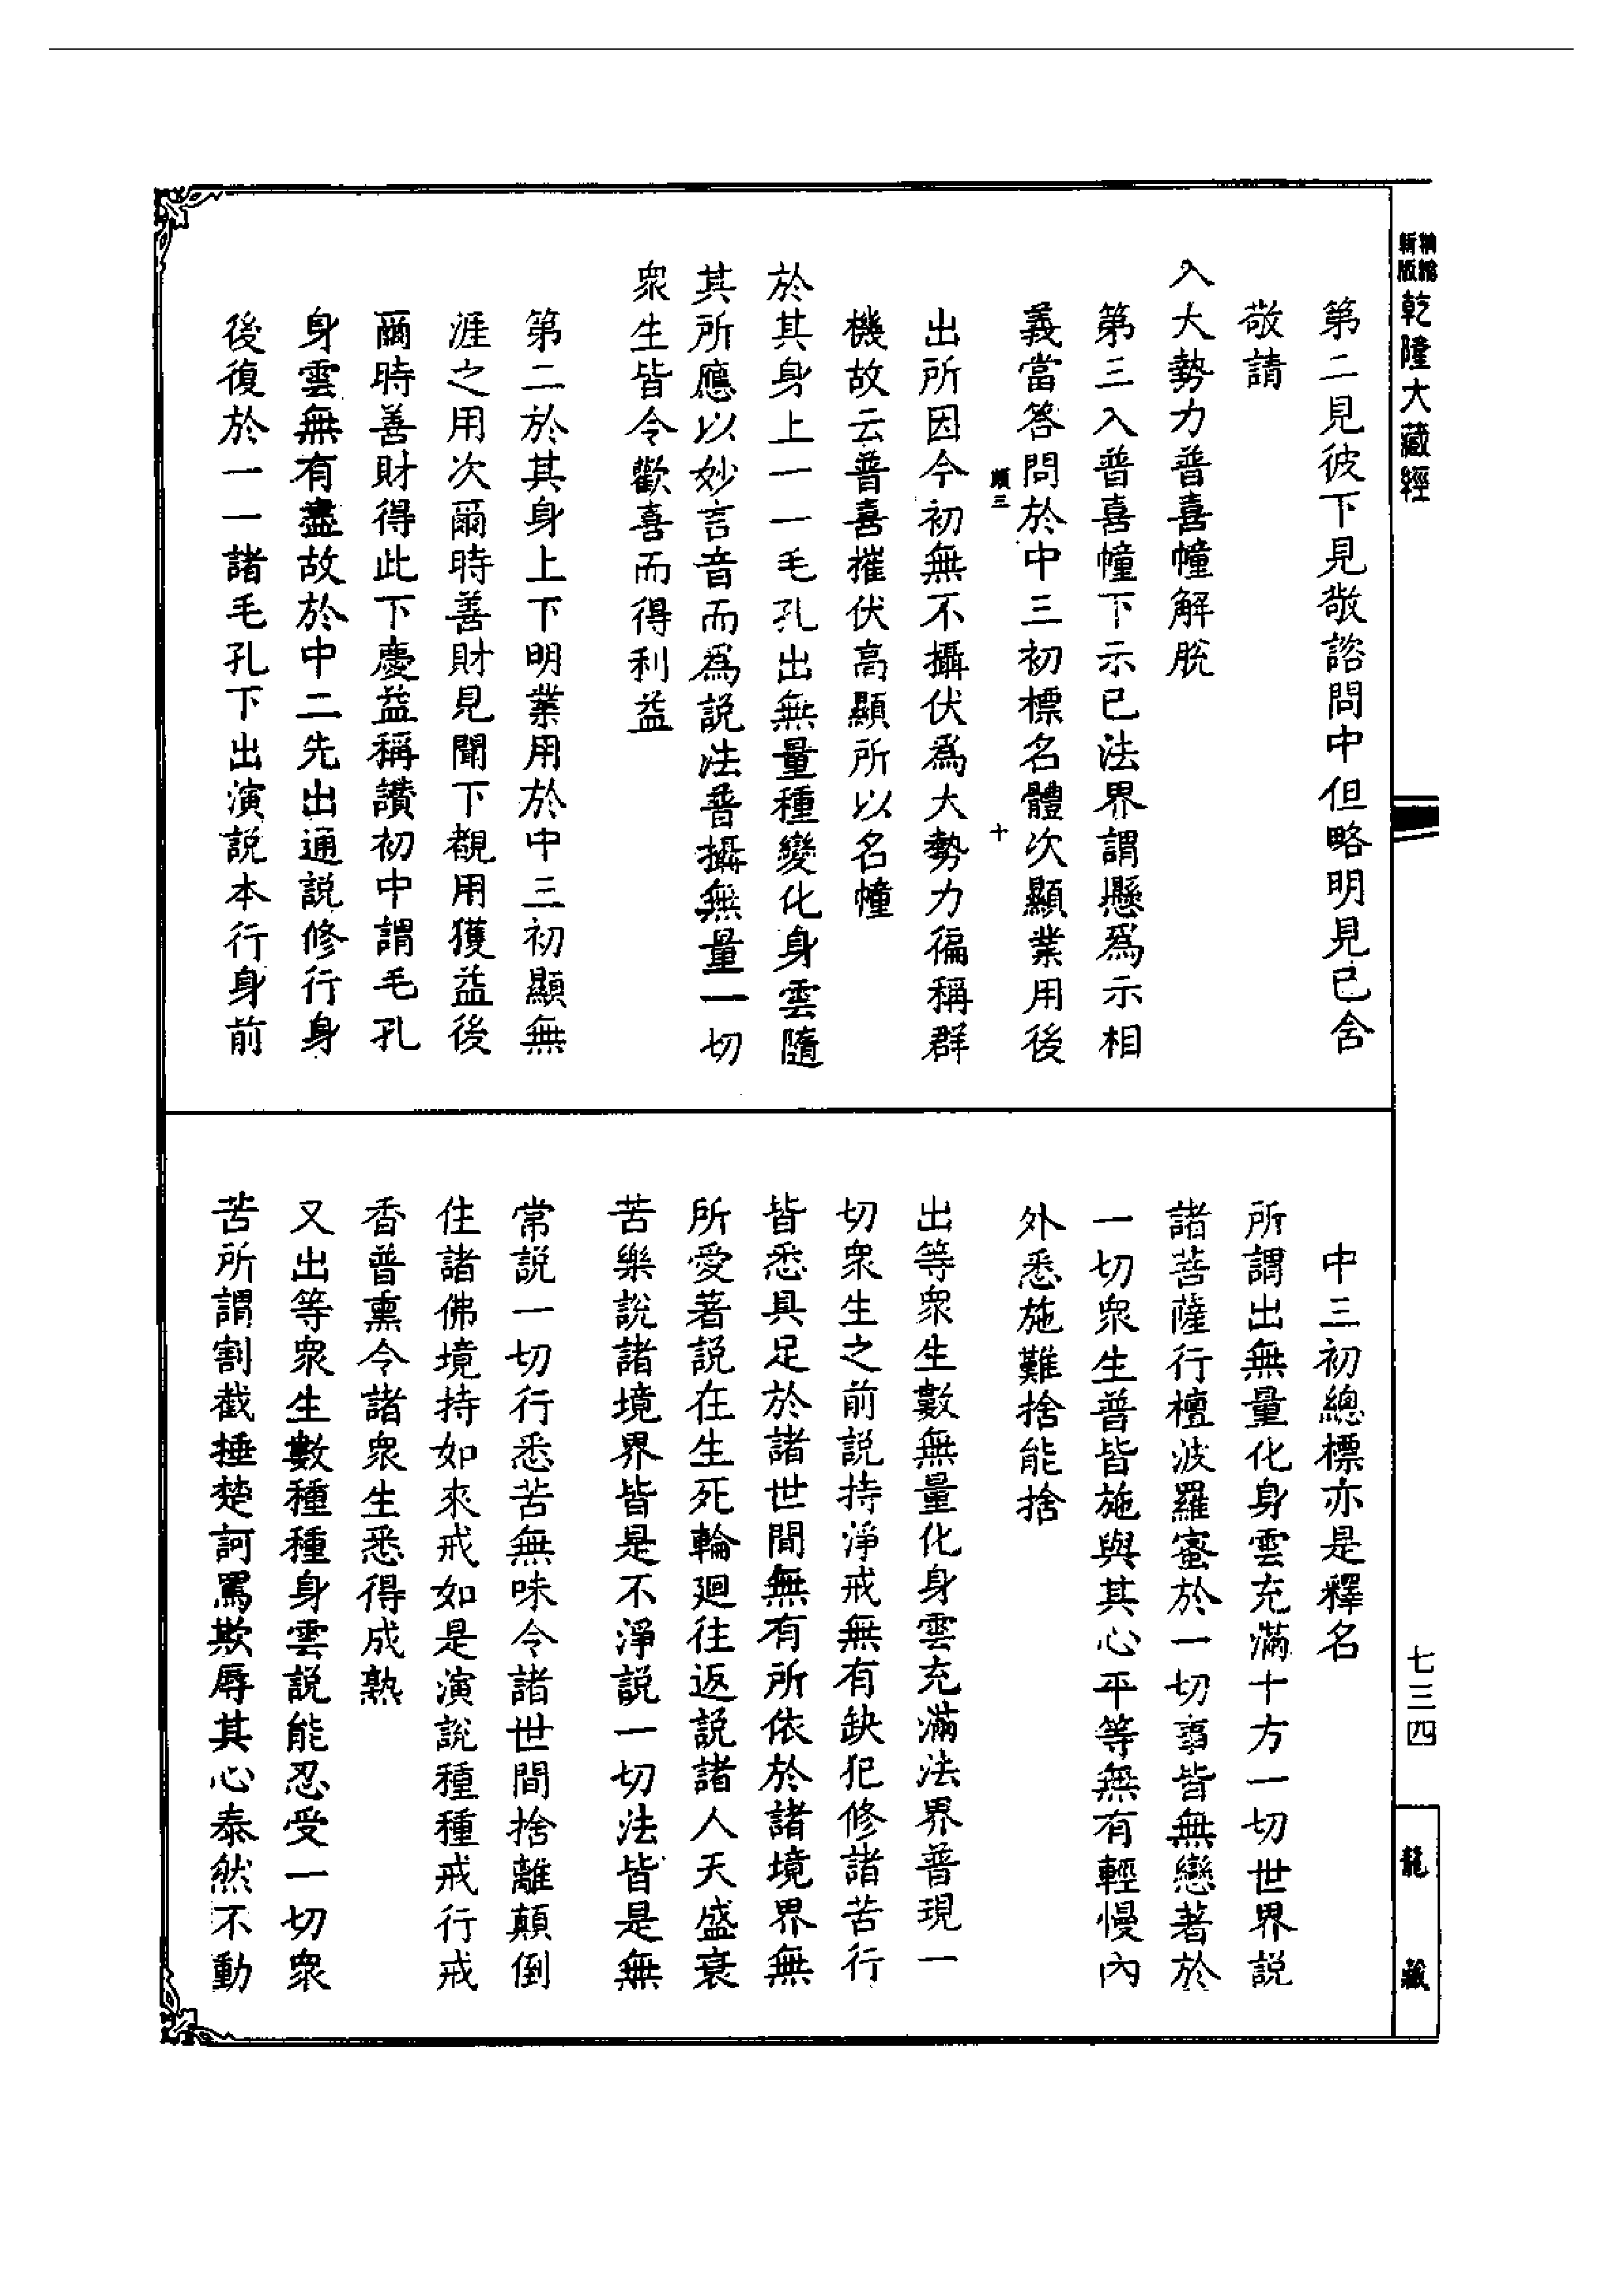 新版 精縮 乾隆大藏經
七三四
龍藏
第二見彼下見敬諮問中但略明見已含
敬請
入大勢力普喜幢解脫
第三入普喜幢下示已法界謂懸爲示相
義當答問於中三初標名體次顯業用後
十
出所因今初無不攝伏爲大勢力徧稱群
機故云普喜摧伏高顯所以名幢
於其身上一一毛孔出無量種變化身雲隨
其所應以妙言音而爲說法普攝無量一切
衆生皆令歡喜而得利益
第二於其身上下明業用於中三初顯無
涯之用次爾時善財見聞下覩用獲益後
爾時善財得此下慶益稱讚初中謂毛孔
身雲無有盡故於中二先出通說修行身
後復於一一諸毛孔下出演說本行身前
中三初總標亦是釋名
所謂出無量化身雲充滿十方一切世界說
諸菩薩行檀波羅蜜於一切事皆無戀著於
一切衆生普皆施與其心平等無有輕慢內
外悉施難捨能捨
出等衆生數無量化身雲充滿法界普現一
切衆生之前說持淨戒無有缺犯修諸苦行
皆悉具足於諸世間無有所依於諸境界無
所愛著說在生死輪廻往返說諸人天盛衰
苦樂說諸境界皆是不淨說一切法皆是無
常說一切行悉苦無味令諸世間捨離顛倒
住諸佛境持如來戒如是演說種種戒行戒
香普熏令諸衆生悉得成熟
又出等衆生數種種身雲說能忍受一切衆
苦所謂割截捶楚訶罵欺辱其心泰然不動